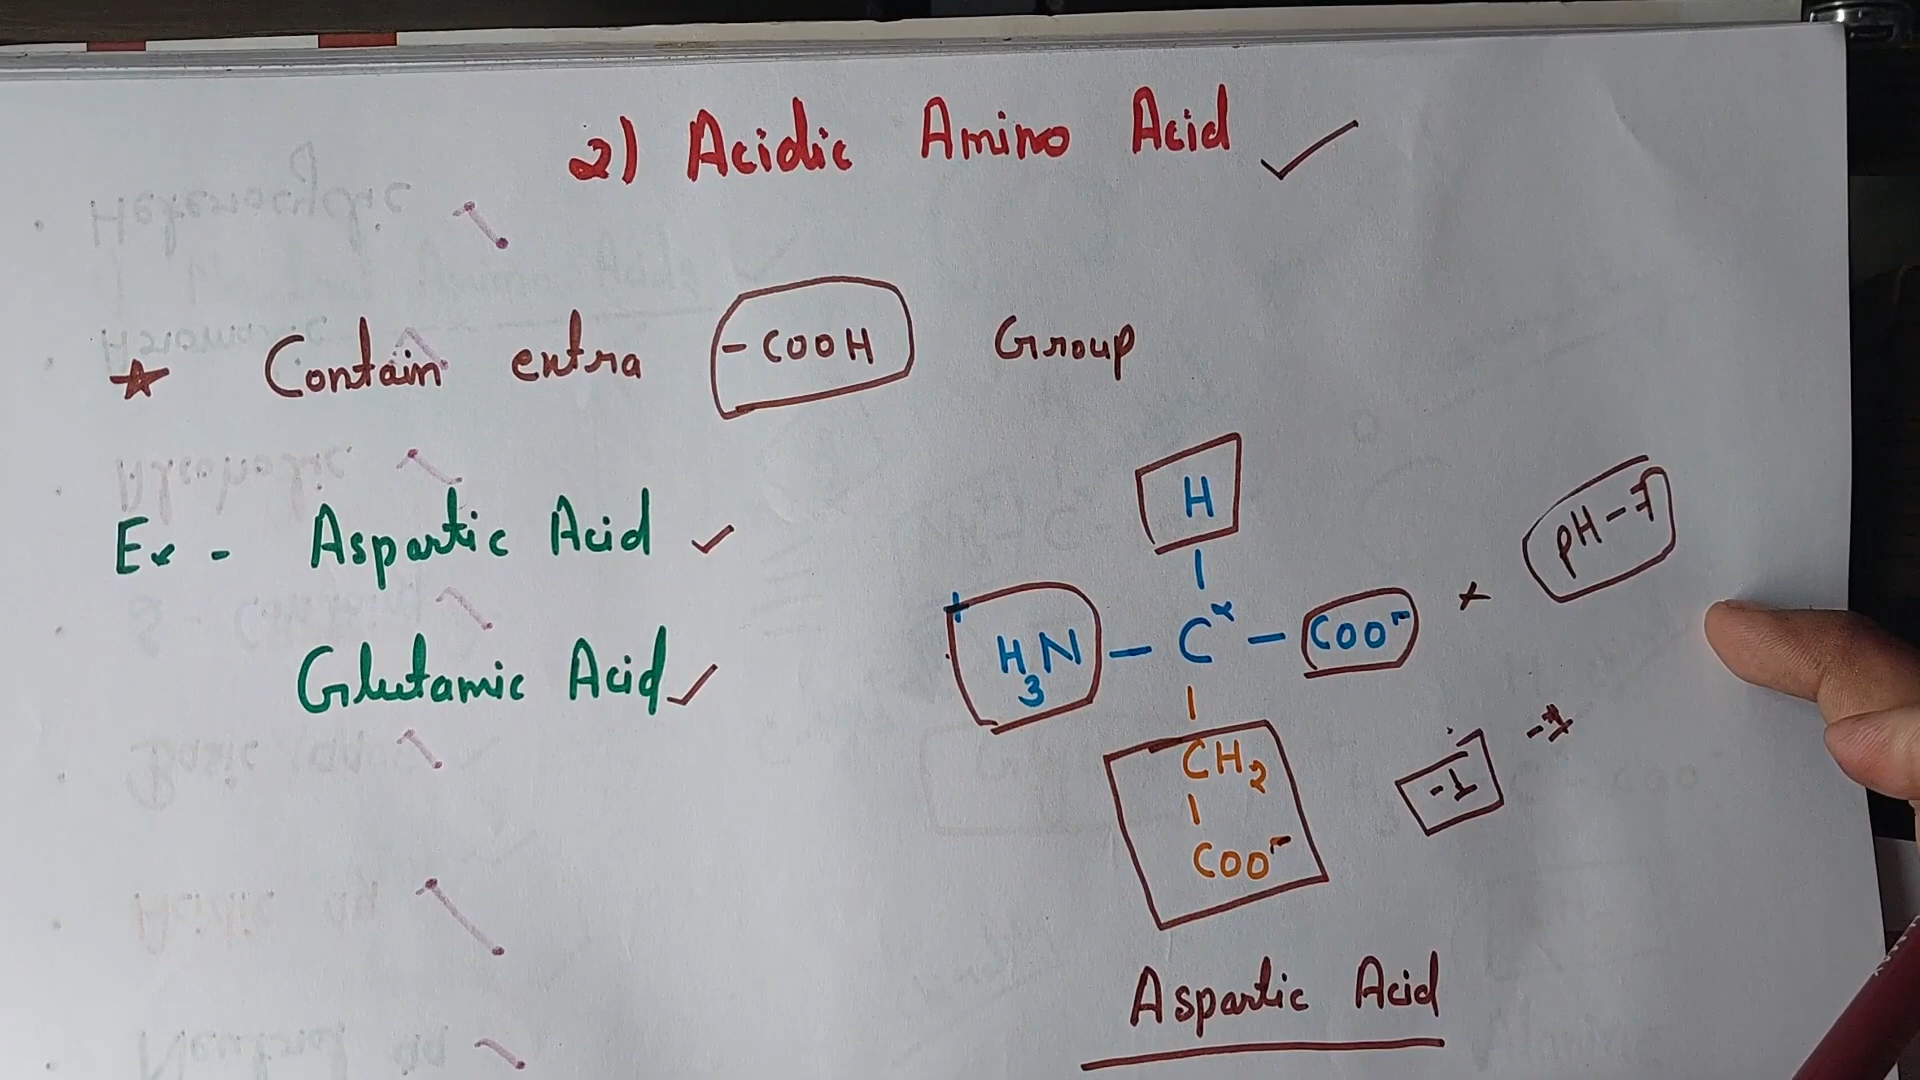 2) Acidic Amino Acid
★ Contain extra -COOH Group
Ex - Aspartic Acid
Glutamic Acid
H
+
H3N - Cα - COO-
pH-7
CH2
COO-
-1
-1
Aspartic Acid